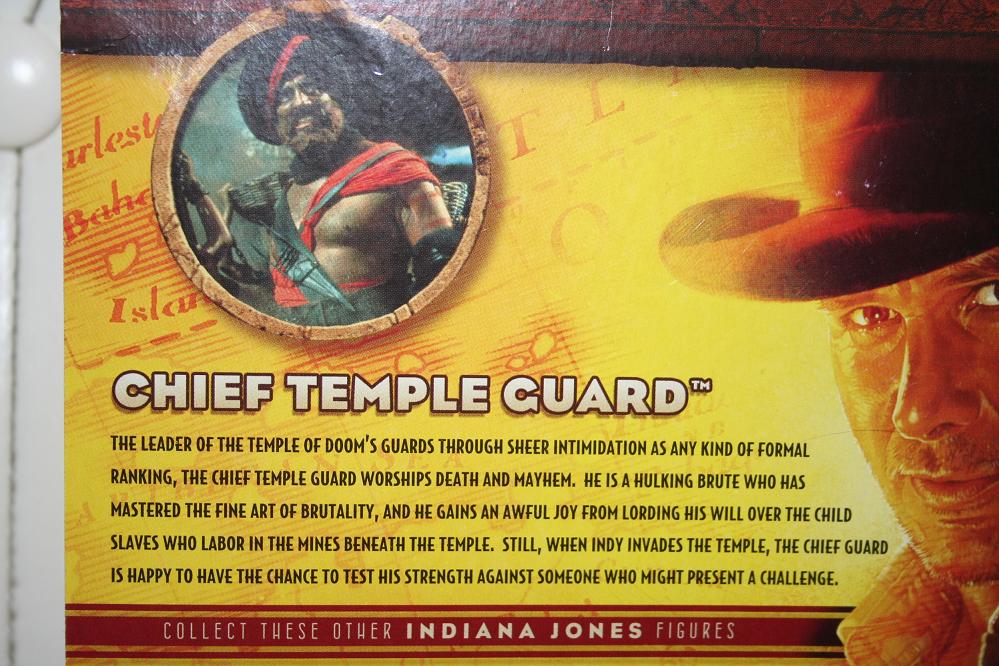 arlest
Baha
Islan
T L A
O C
CHIEF TEMPLE GUARD™
THE LEADER OF THE TEMPLE OF DOOM'S GUARDS THROUGH SHEER INTIMIDATION AS ANY KIND OF FORMAL
RANKING, THE CHIEF TEMPLE GUARD WORSHIPS DEATH AND MAYHEM. HE IS A HULKING BRUTE WHO HAS
MASTERED THE FINE ART OF BRUTALITY, AND HE GAINS AN AWFUL JOY FROM LORDING HIS WILL OVER THE CHILD
SLAVES WHO LABOR IN THE MINES BENEATH THE TEMPLE. STILL, WHEN INDY INVADES THE TEMPLE, THE CHIEF GUARD
IS HAPPY TO HAVE THE CHANCE TO TEST HIS STRENGTH AGAINST SOMEONE WHO MIGHT PRESENT A CHALLENGE.
COLLECT THESE OTHER INDIANA JONES FIGURES